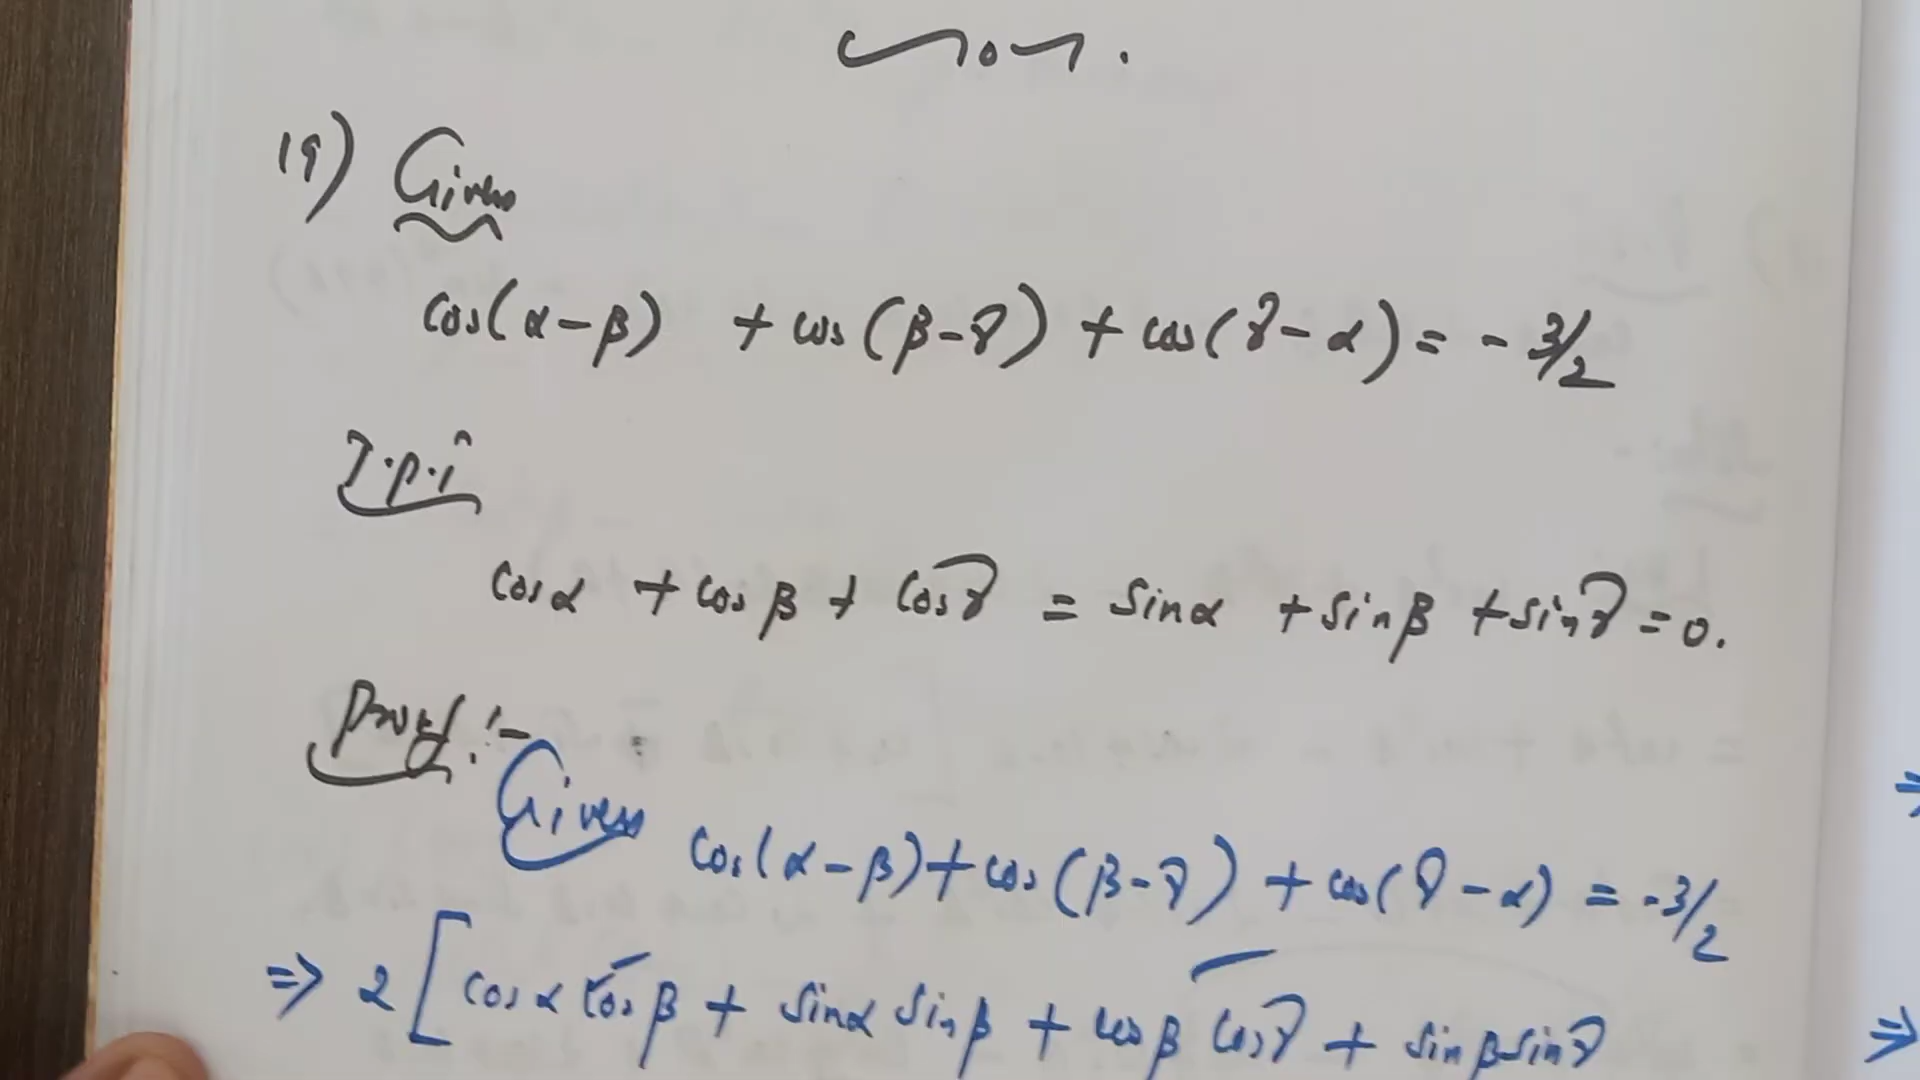 19) Given
cos(α-β) + cos(β-γ) + cos(γ-α) = -3/2
T.p.i
cosα + cosβ + cosγ = sinα + sinβ + sinγ = 0.
Proof:-
Given cos(α-β) + cos(β-γ) + cos(γ-α) = -3/2
⇒ 2[cosα cosβ + sinα sinβ + cosβ cosγ + sinβ sinγ